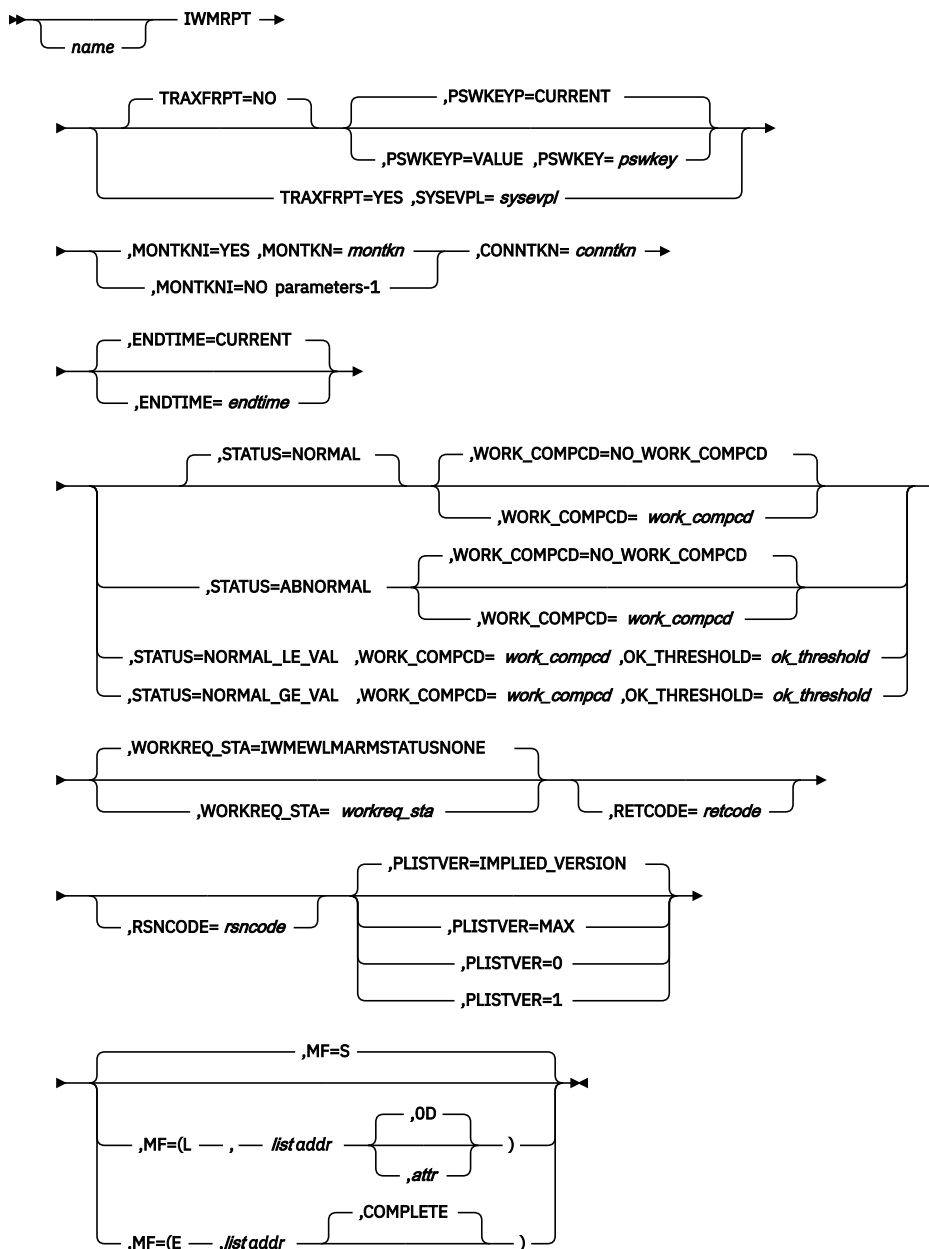 IWMRPT
name
TRAXFRPT=NO ,PSWKEYP=CURRENT
,PSWKEYP=VALUE ,PSWKEY= pswkey
TRAXFRPT=YES ,SYSEVPL= sysevpl
,MONTKNI=YES ,MONTKN= montkn ,CONNTKN= conntkn
,MONTKNI=NO parameters-1
,ENDTIME=CURRENT
,ENDTIME= endtime
,STATUS=NORMAL ,WORK_COMPCD=NO_WORK_COMPCD
,WORK_COMPCD= work_compcd
,WORK_COMPCD=NO_WORK_COMPCD
,STATUS=ABNORMAL
,WORK_COMPCD= work_compcd
,STATUS=NORMAL_LE_VAL ,WORK_COMPCD= work_compcd ,OK_THRESHOLD= ok_threshold
,STATUS=NORMAL_GE_VAL ,WORK_COMPCD= work_compcd ,OK_THRESHOLD= ok_threshold
,WORKREQ_STA=IWMEWLMARMSTATUSNONE
,WORKREQ_STA= workreq_sta ,RETCODE= retcode
,PLISTVER=IMPLIED_VERSION
,RSNCODE= rsncode ,PLISTVER=MAX
,PLISTVER=0
,PLISTVER=1
,MF=S
,0D
,MF=(L , list addr )
,attr
,COMPLETE
,MF=(E ,list addr )